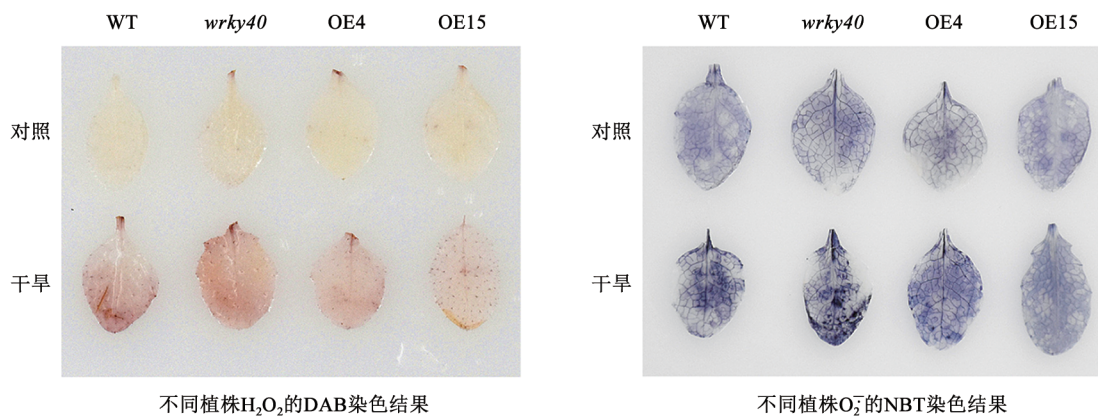 WT wrky40 OE4 OE15
对照
干旱
不同植株H₂O₂的DAB染色结果
WT wrky40 OE4 OE15
对照
干旱
不同植株O₂⁻的NBT染色结果